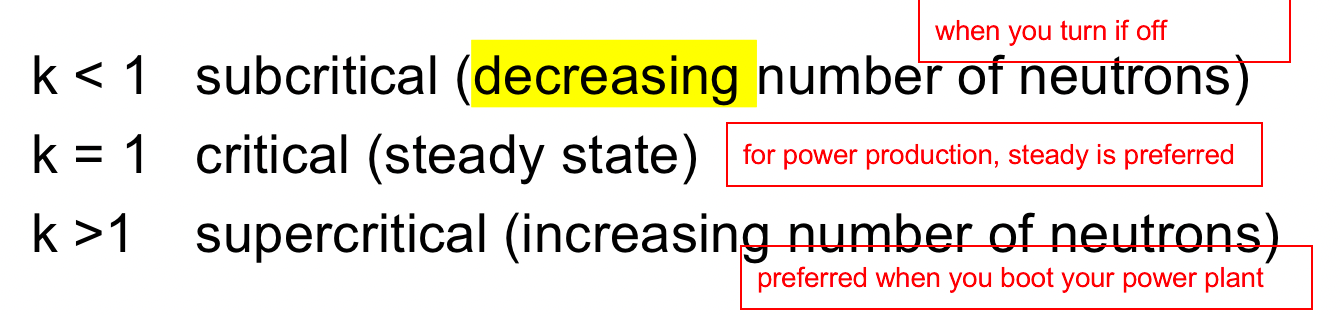 when you turn if off
k < 1 subcritical (decreasing number of neutrons)
k = 1 critical (steady state) for power production, steady is preferred
k >1 supercritical (increasing number of neutrons)
preferred when you boot your power plant